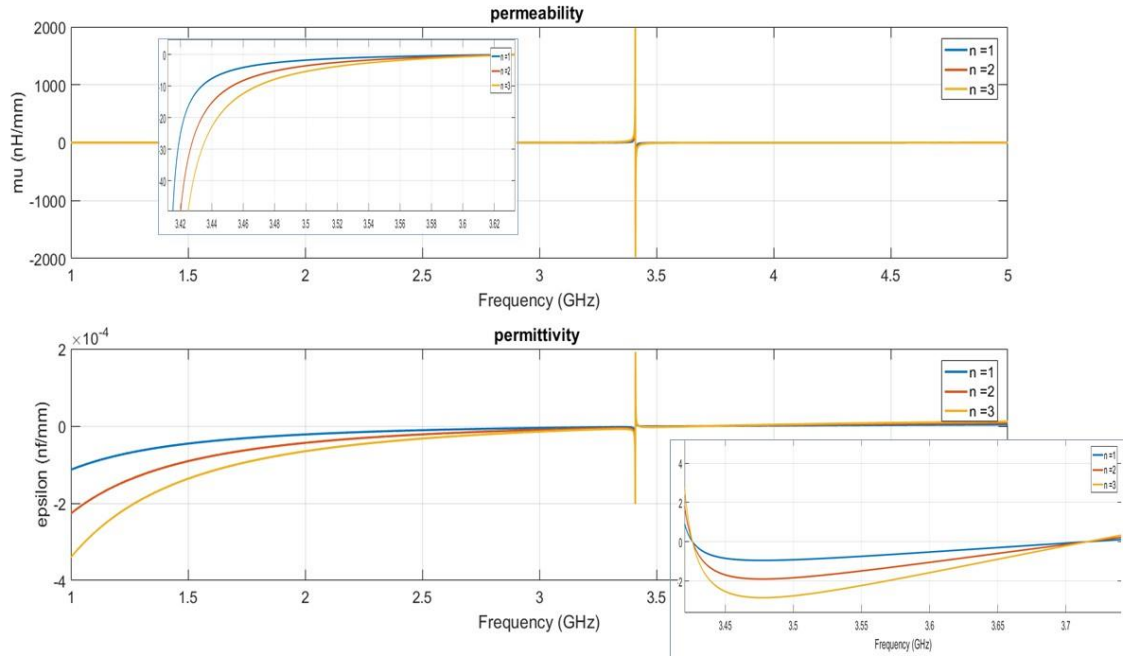 permeability
mu (nH/mm)
2000
1000
0
-1000
-2000
n =1
n =2
n =3
0
-10
-20
-30
-40
n =1
n =2
n =3
3.42 3.44 3.46 3.48 3.5 3.52 3.54 3.56 3.58 3.6 3.62
1 1.5 2 2.5 3 3.5 4 4.5 5
Frequency (GHz)
permittivity
×10-4
epsilon (nf/mm)
2
0
-2
-4
n =1
n =2
n =3
4
2
0
-2
n =1
n =2
n =3
3.45 3.5 3.55 3.6 3.65 3.7
Frequency (GHz)
1 1.5 2 2.5 3 3.5
Frequency (GHz)